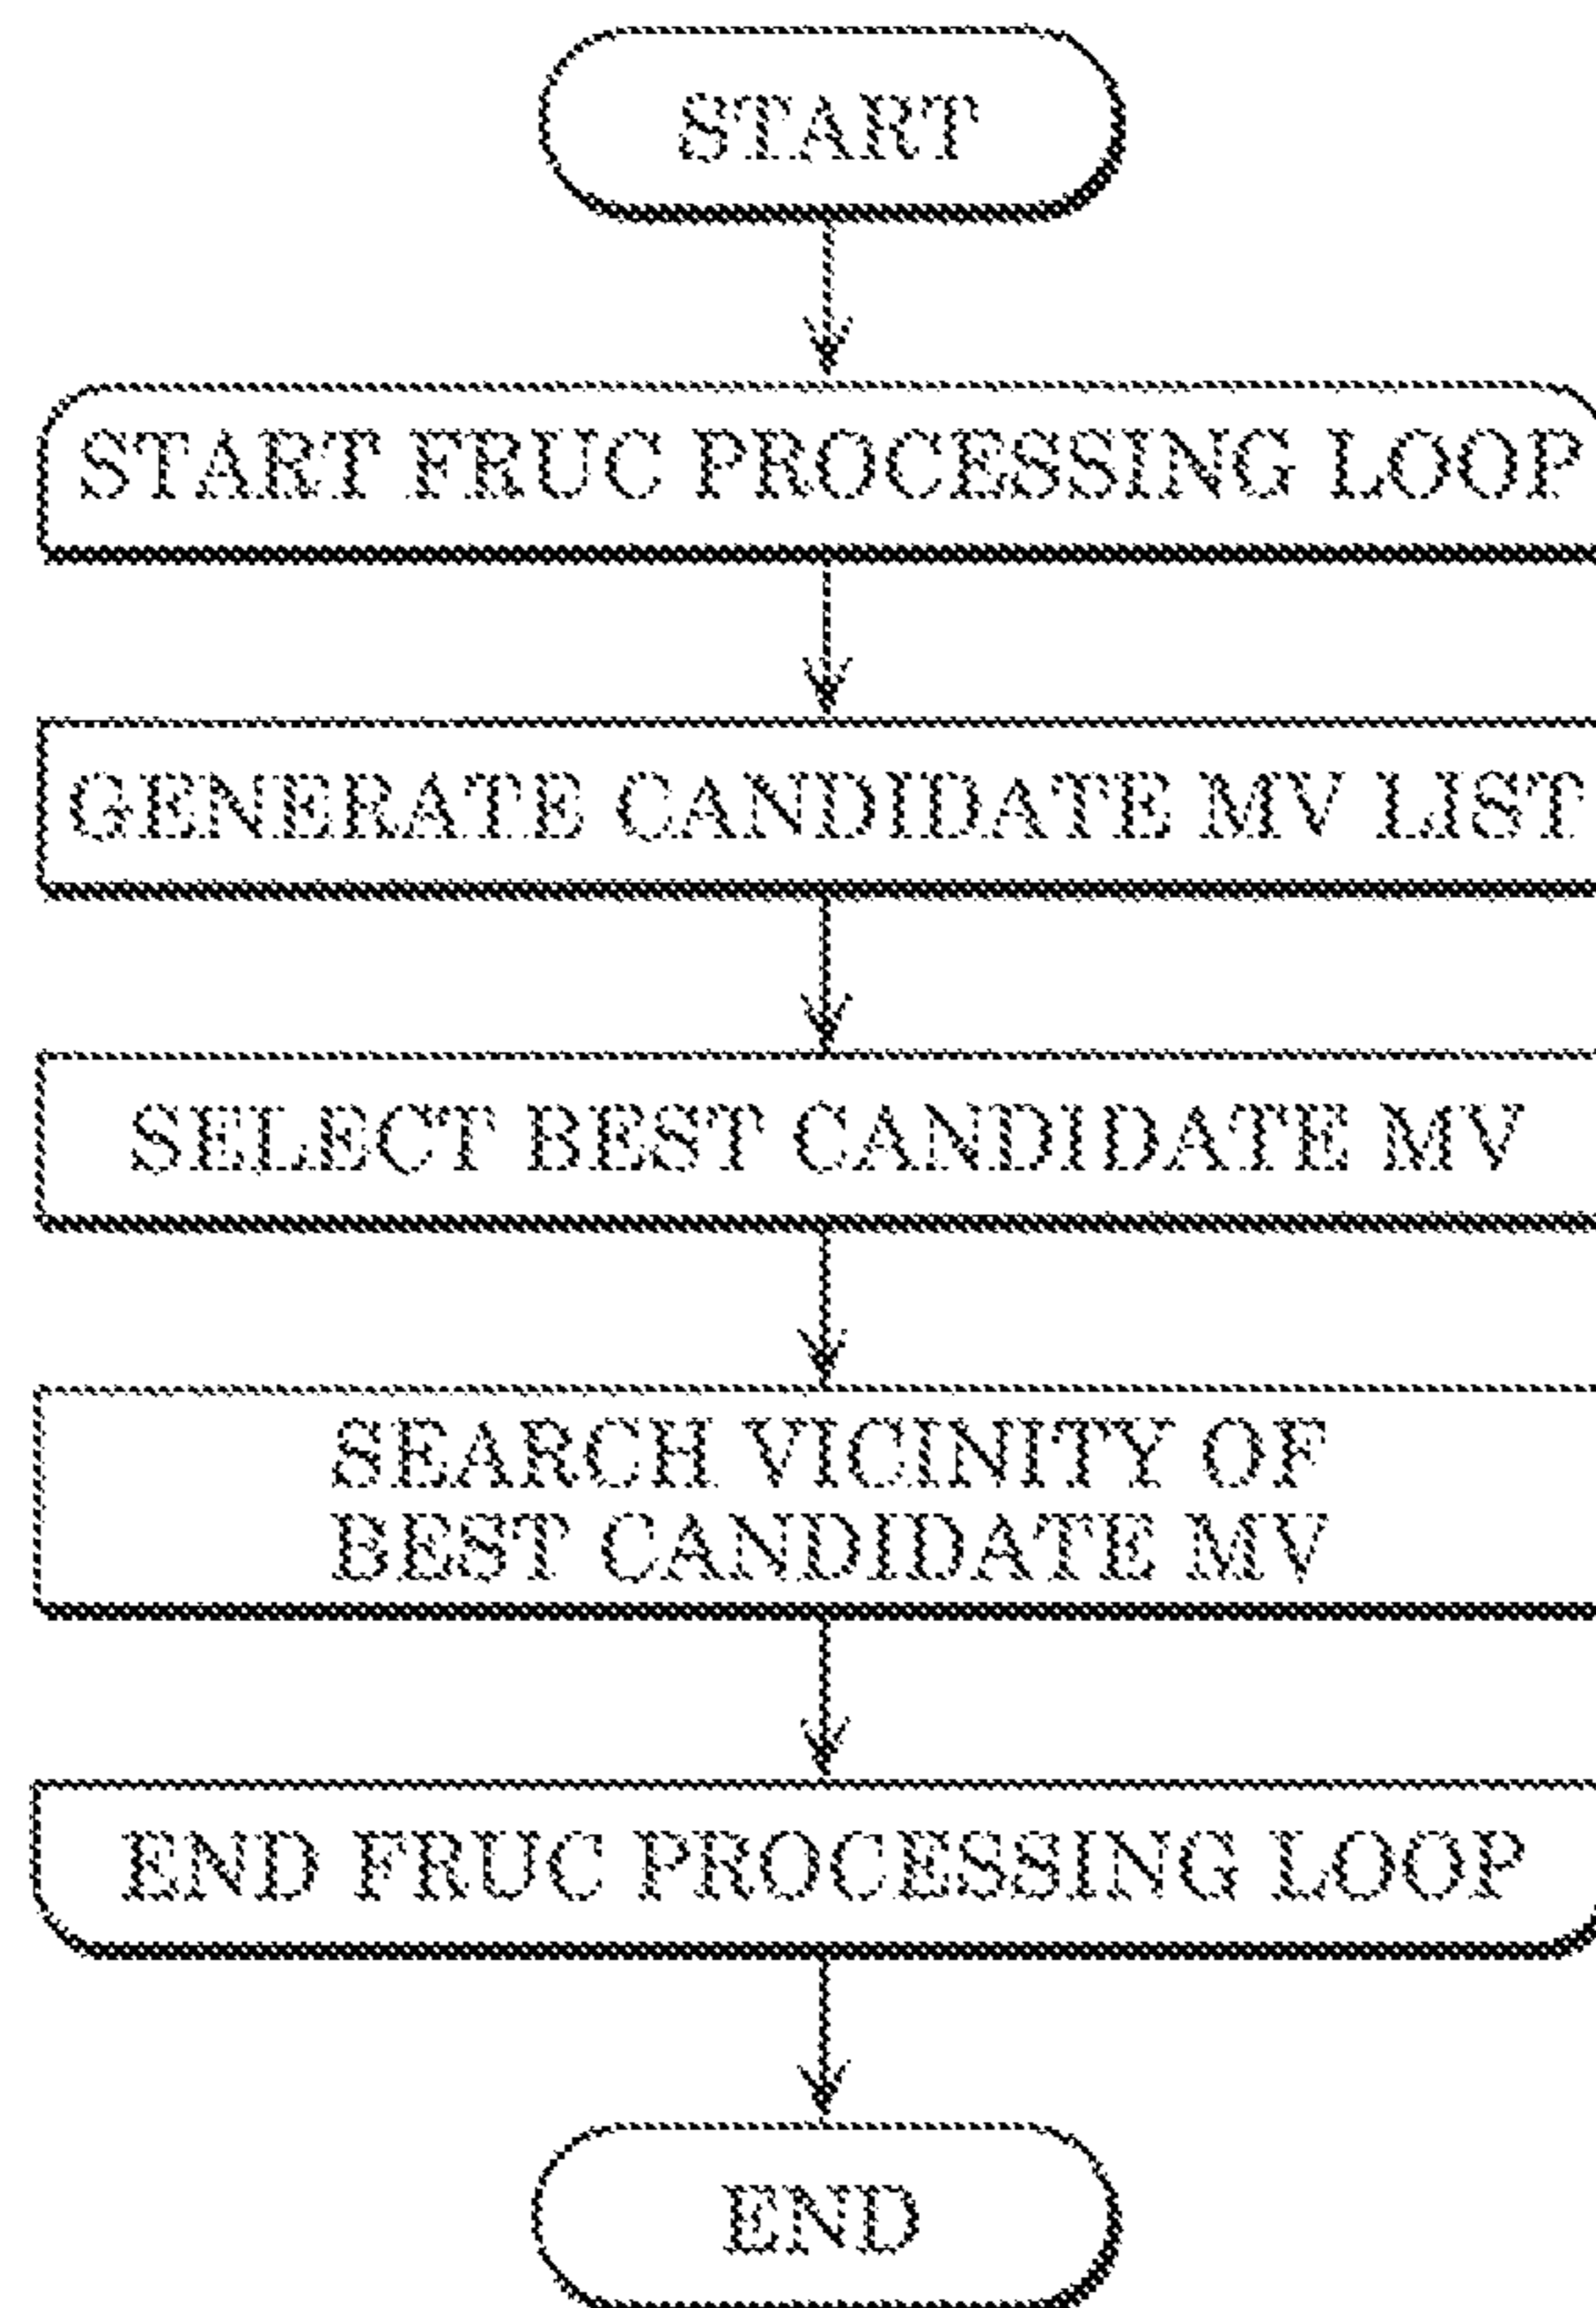 START
START FRUC PROCESSING LOOP
GENERATE CANDIDATE MV LIST
SELECT BEST CANDIDATE MV
SEARCH VICINITY OF
BEST CANDIDATE MV
END FRUC PROCESSING LOOP
END